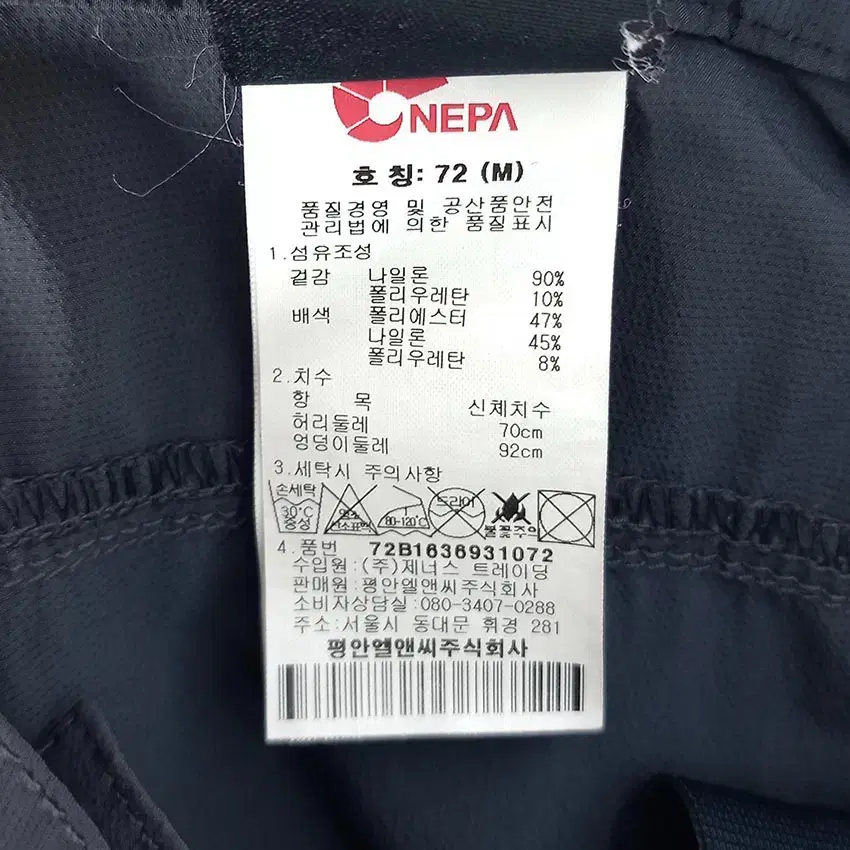 NEPA
호 칭: 72 (M)
품질경영 및 공산품안전
관리법에 의한 품질표시
1.섬유조성
겉감 나일론 90%
폴리우레탄 10%
배색 폴리에스터 47%
나일론 45%
폴리우레탄 8%
2.치수
항 목 신체치수
허리둘레 70cm
엉덩이둘레 92cm
3.세탁시 주의사항
손세탁
30°C
중성
염소
산소표백
80-120°C
드라이
불꽃주의
4.품번 72B1636931072
수입원:(주)제너스 트레이딩
판매원:평안엘앤씨주식회사
소비자상담실:080-3407-0288
주소:서울시 동대문 휘경 281
평안엘앤씨주식회사